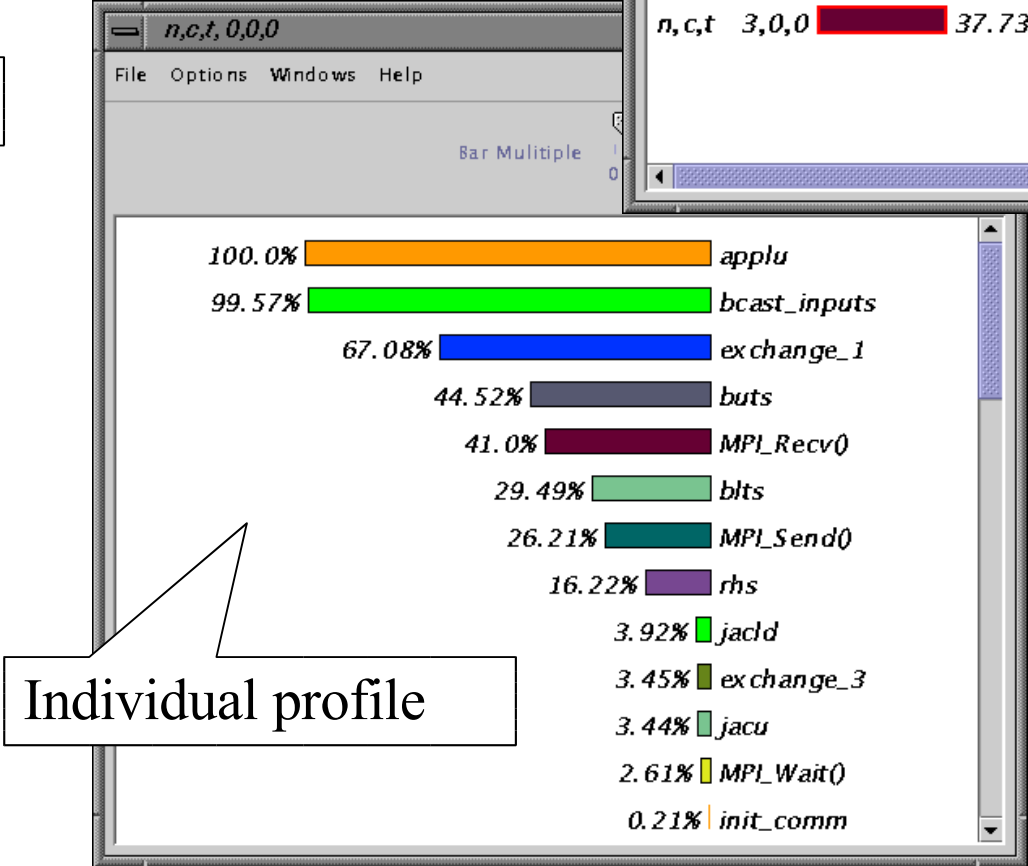 n,c,t, 0,0,0
n,c,t 3,0,0 37.73
File Options Windows Help
Bar Mulitiple
0
100.0% applu
99.57% bcast_inputs
67.08% exchange_1
44.52% buts
41.0% MPI_Recv()
29.49% blts
26.21% MPI_Send()
16.22% rhs
3.92% jacld
3.45% exchange_3
3.44% jacu
2.61% MPI_Wait()
0.21% init_comm
Individual profile